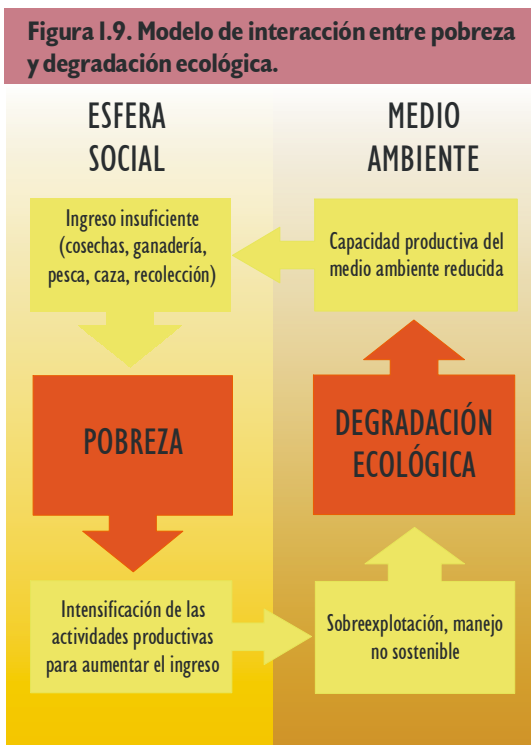 Figura I.9. Modelo de interacción entre pobreza
y degradación ecológica.
ESFERA
SOCIAL
Ingreso insuficiente
(cosechas, ganadería,
pesca, caza, recolección)
POBREZA
Intensificación de las
actividades productivas
para aumentar el ingreso
MEDIO
AMBIENTE
Capacidad productiva del
medio ambiente reducida
DEGRADACIÓN
ECOLÓGICA
Sobreexplotación, manejo
no sostenible